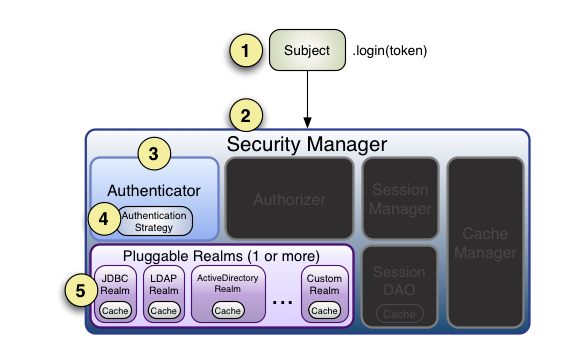 1
Subject
.login(token)
2
Security Manager
3
Authenticator
4
Authentication
Strategy
Authorizer
Session
Manager
Cache
Manager
Session
DAO
Cache
Pluggable Realms (1 or more)
5
JDBC
Realm
Cache
LDAP
Realm
Cache
ActiveDirectory
Realm
Cache
...
Custom
Realm
Cache